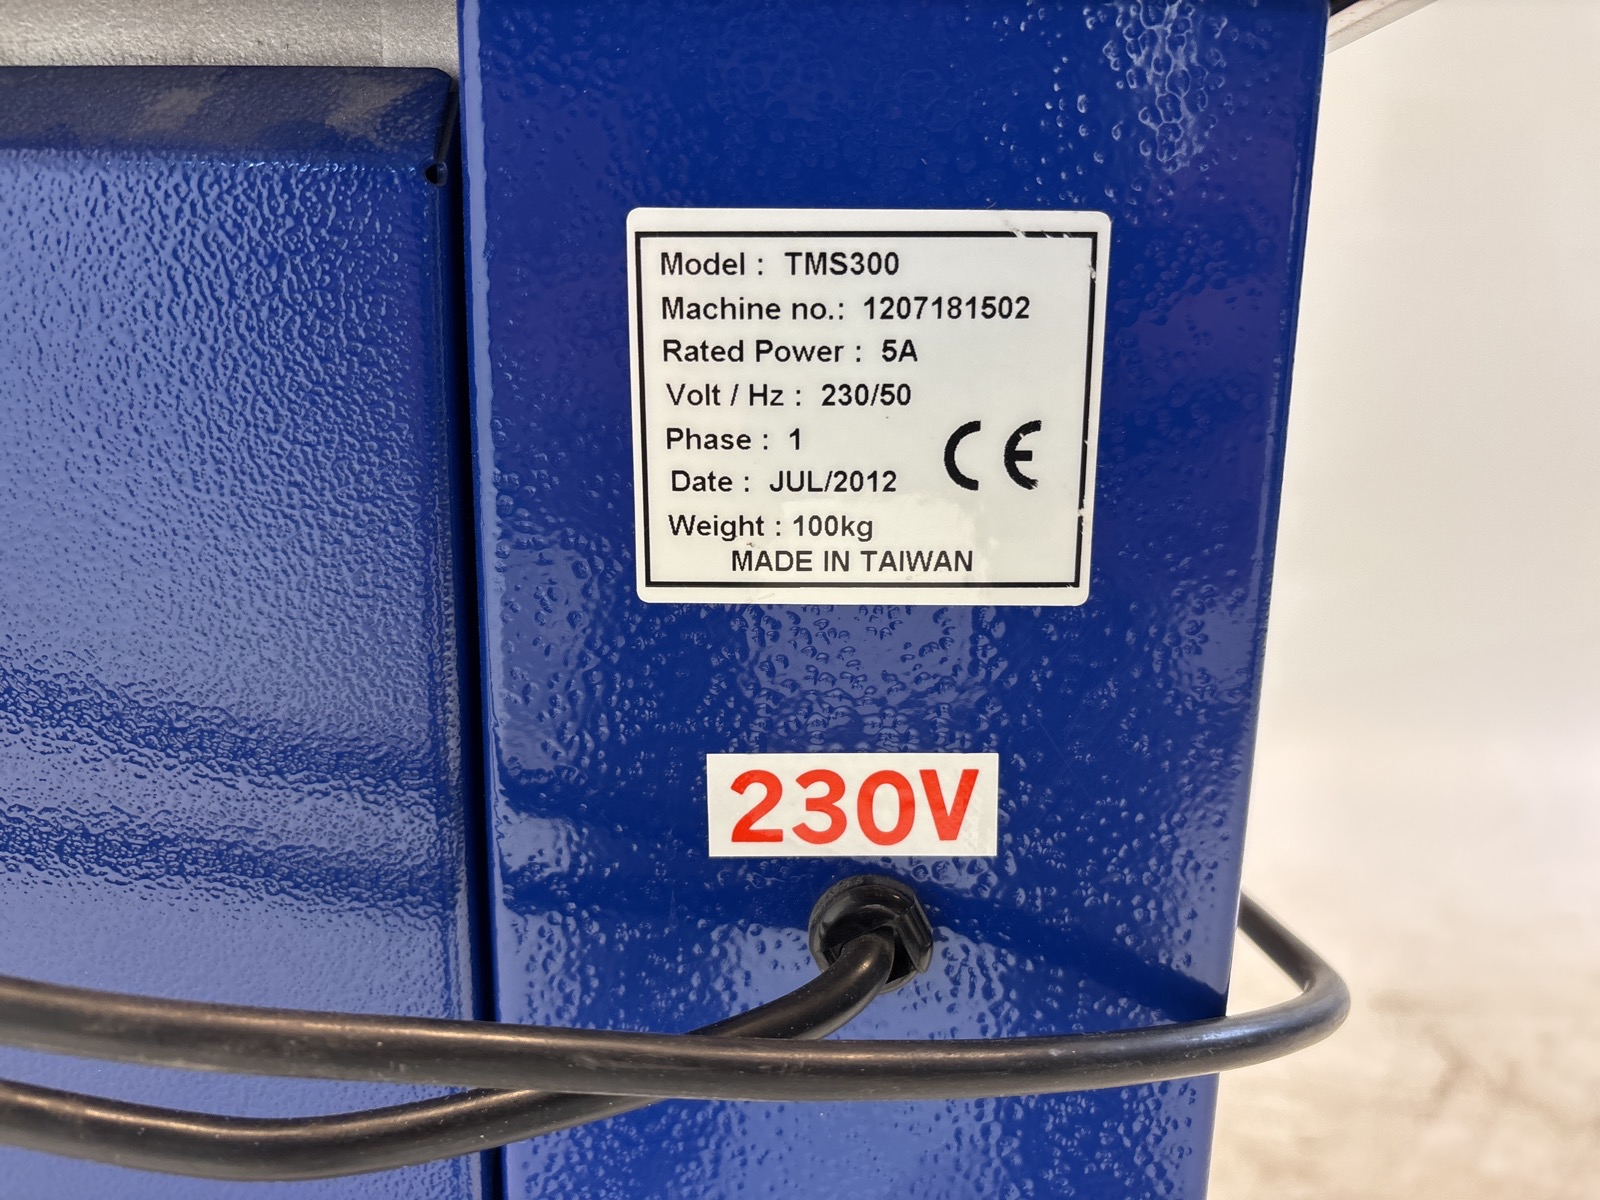 Model : TMS300
Machine no.: 1207181502
Rated Power : 5A
Volt / Hz : 230/50
Phase : 1
CE
Date : JUL/2012
Weight : 100kg
MADE IN TAIWAN
230V